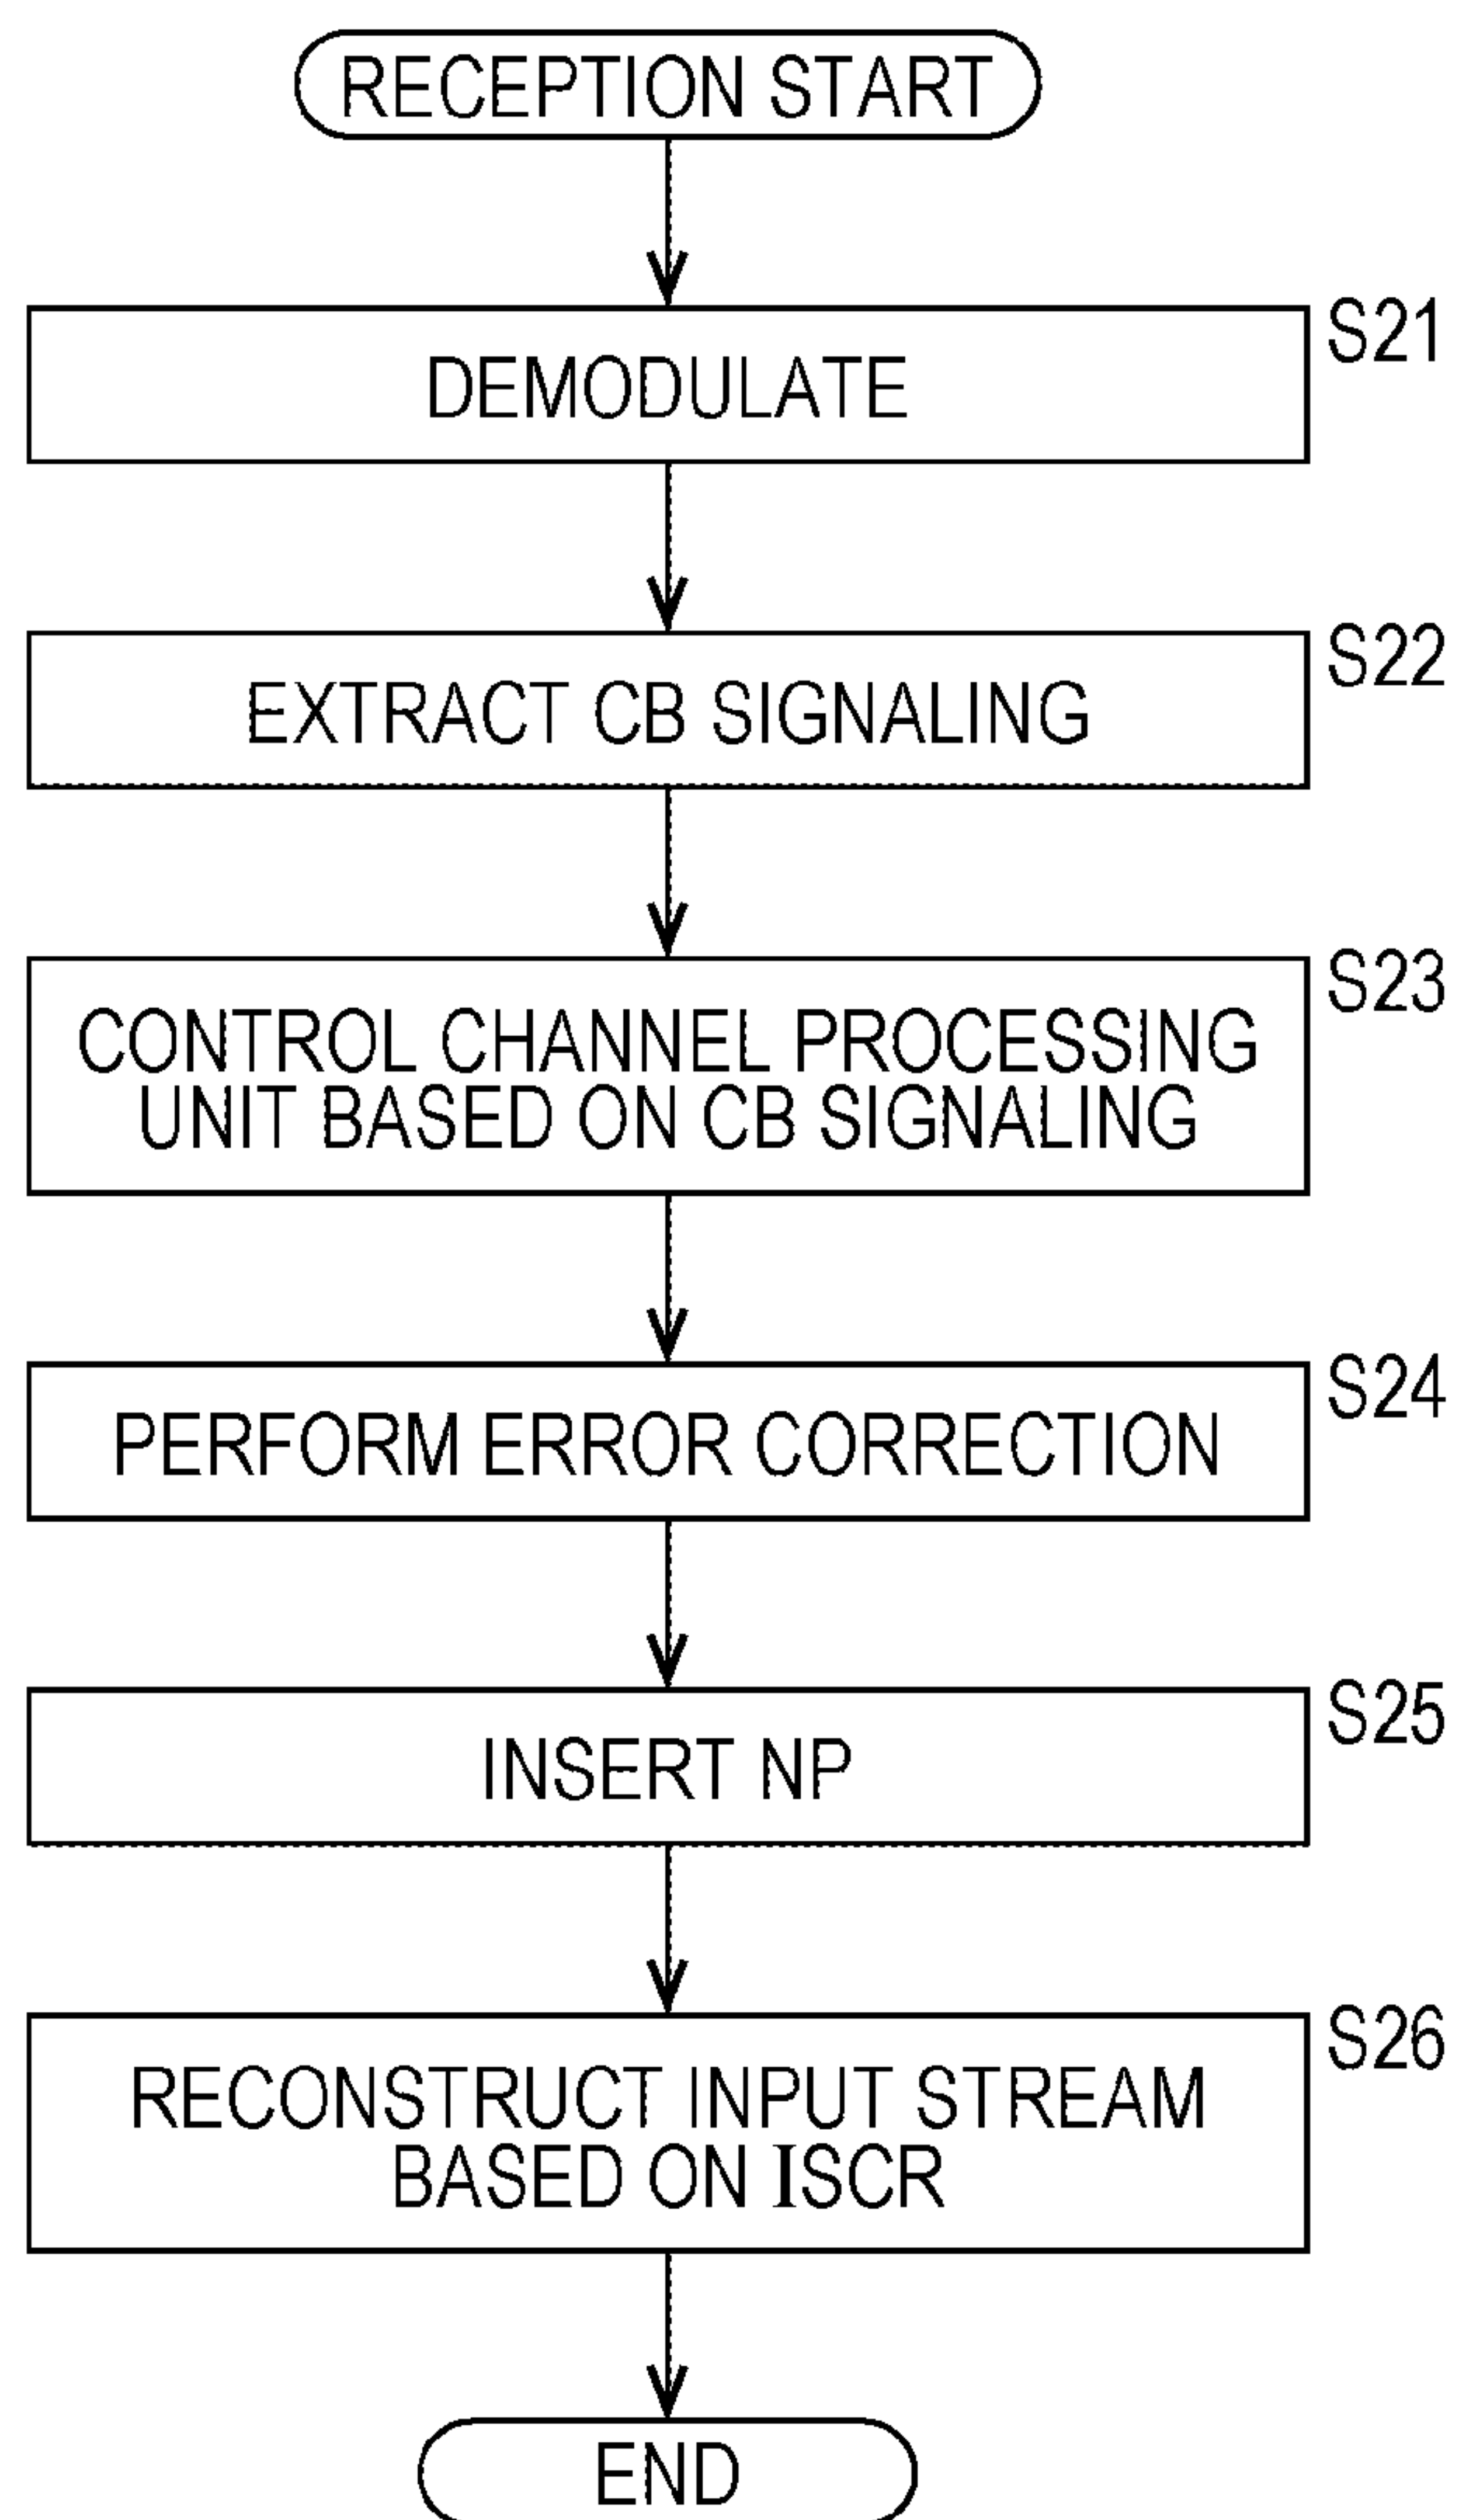 RECEPTION START
S21
DEMODULATE
S22
EXTRACT CB SIGNALING
S23
CONTROL CHANNEL PROCESSING
UNIT BASED ON CB SIGNALING
S24
PERFORM ERROR CORRECTION
S25
INSERT NP
S26
RECONSTRUCT INPUT STREAM
BASED ON ISCR
END